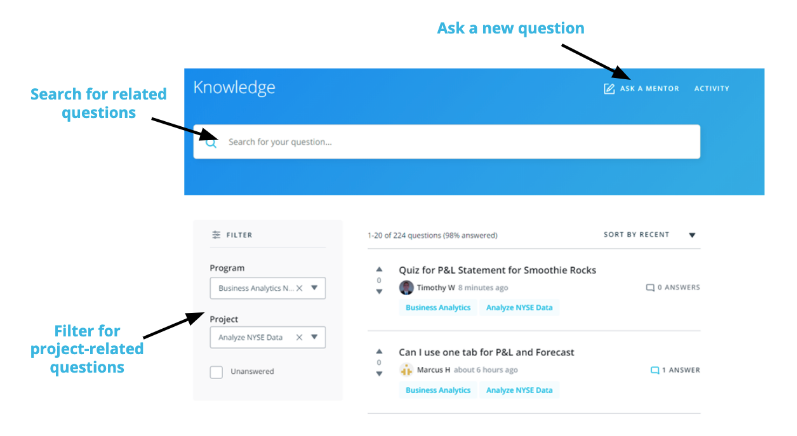 Ask a new question
Knowledge
ASK A MENTOR
ACTIVITY
Search for related
questions
Search for your question...
FILTER
1-20 of 224 questions (98% answered)
SORT BY RECENT
Program
Business Analytics N...
Project
Analyze NYSE Data
Unanswered
Filter for
project-related
questions
0
Quiz for P&L Statement for Smoothie Rocks
Timothy W 8 minutes ago
0 ANSWERS
Business Analytics
Analyze NYSE Data
0
Can I use one tab for P&L and Forecast
Marcus H about 6 hours ago
1 ANSWER
Business Analytics
Analyze NYSE Data